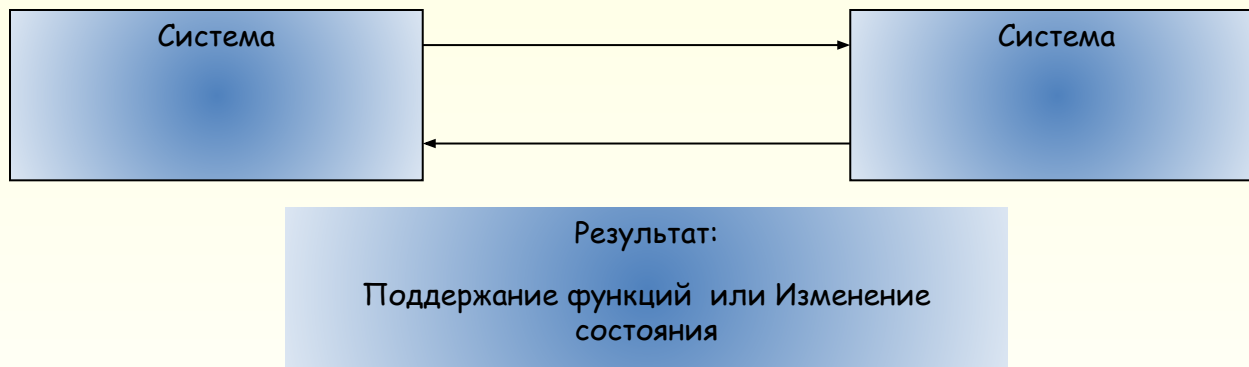 Система
Система
Результат:
Поддержание функций или Изменение
состояния